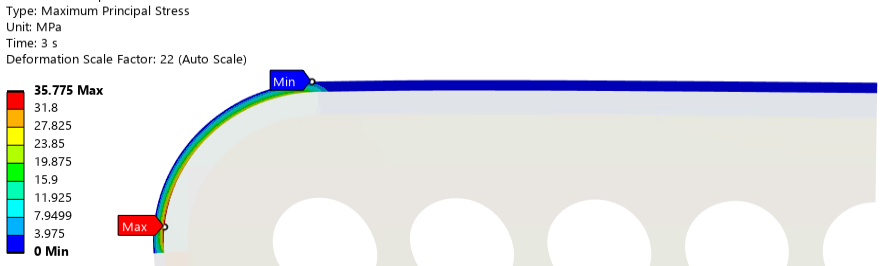 Type: Maximum Principal Stress
Unit: MPa
Time: 3 s
Deformation Scale Factor: 22 (Auto Scale)
Min
35.775 Max
31.8
27.825
23.85
19.875
15.9
11.925
7.9499
3.975
0 Min
Max